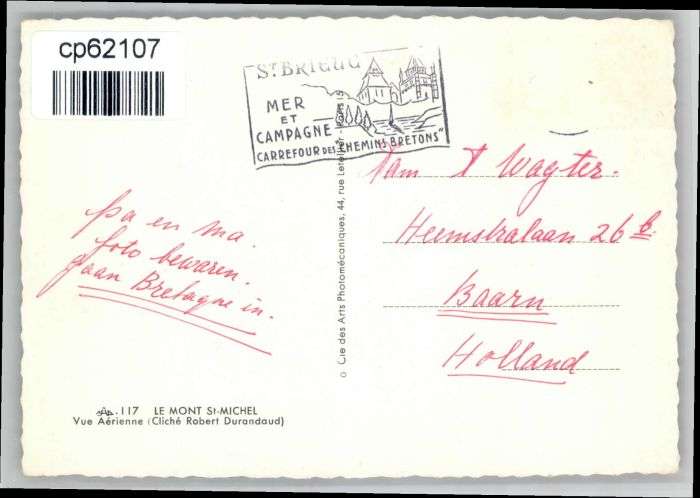 cp62107
ST BRIEUC
MER
ET
CAMPAGNE
CARREFOUR DES "CHEMINS BRETONS"
Fam Wagter.
Heemstralaan 26 b.
Baarn
Holland
pa en ma.
foto bewaren.
gaan Bretagne in.
Cie des Arts Photomécaniques, 44, rue Letellier - Paris 15
117 LE MONT St-MICHEL
Vue Aérienne (Cliché Robert Durandaud)